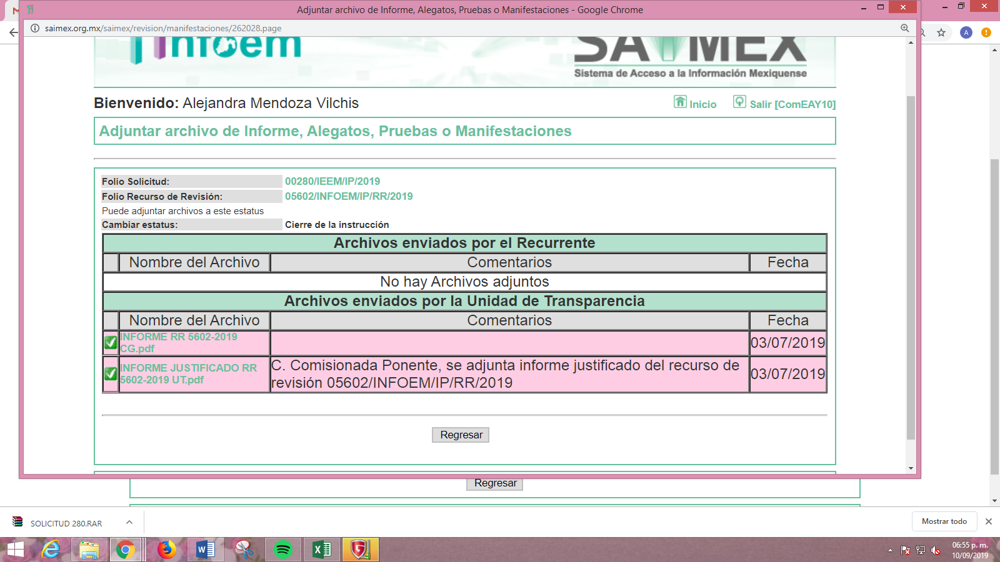 Adjuntar archivo de Informe, Alegatos, Pruebas o Manifestaciones - Google Chrome
saimex.org.mx/saimex/revision/manifestaciones/262028.page
A
infoem
SAIMEX
Sistema de Acceso a la Información Mexiquense
Bienvenido: Alejandra Mendoza Vilchis
Inicio
Salir [ComEAY10]
Adjuntar archivo de Informe, Alegatos, Pruebas o Manifestaciones
Folio Solicitud: 00280/IEEM/IP/2019
Folio Recurso de Revisión: 05602/INFOEM/IP/RR/2019
Puede adjuntar archivos a este estatus
Cambiar estatus: Cierre de la instrucción
Archivos enviados por el Recurrente
Nombre del Archivo Comentarios Fecha
No hay Archivos adjuntos
Archivos enviados por la Unidad de Transparencia
Nombre del Archivo Comentarios Fecha
INFORME RR 5602-2019
CG.pdf
03/07/2019
INFORME JUSTIFICADO RR
5602-2019 UT.pdf
C. Comisionada Ponente, se adjunta informe justificado del recurso de
revisión 05602/INFOEM/IP/RR/2019
03/07/2019
Regresar
Regresar
SOLICITUD 280.RAR
Mostrar todo
06:55 p. m.
10/09/2019